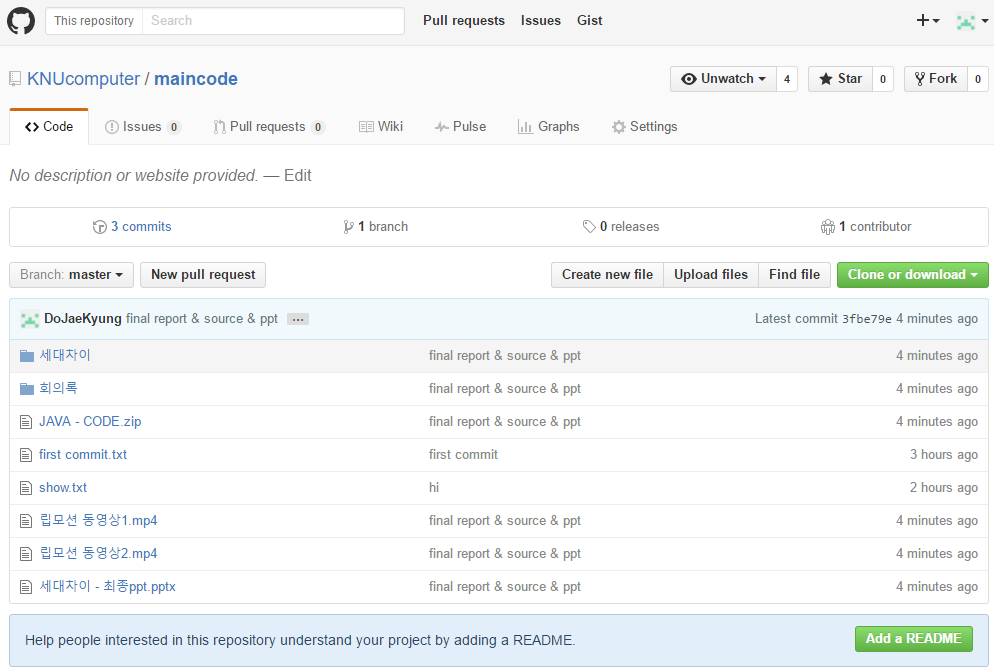 This repository Search Pull requests Issues Gist
KNUcomputer / maincode Unwatch 4 Star 0 Fork 0
Code Issues 0 Pull requests 0 Wiki Pulse Graphs Settings
No description or website provided. — Edit
3 commits 1 branch 0 releases 1 contributor
Branch: master New pull request Create new file Upload files Find file Clone or download
DoJaeKyung final report & source & ppt ... Latest commit 3fbe79e 4 minutes ago
세대차이 final report & source & ppt 4 minutes ago
회의록 final report & source & ppt 4 minutes ago
JAVA - CODE.zip final report & source & ppt 4 minutes ago
first commit.txt first commit 3 hours ago
show.txt hi 2 hours ago
립모션 동영상1.mp4 final report & source & ppt 4 minutes ago
립모션 동영상2.mp4 final report & source & ppt 4 minutes ago
세대차이 - 최종ppt.pptx final report & source & ppt 4 minutes ago
Help people interested in this repository understand your project by adding a README. Add a README